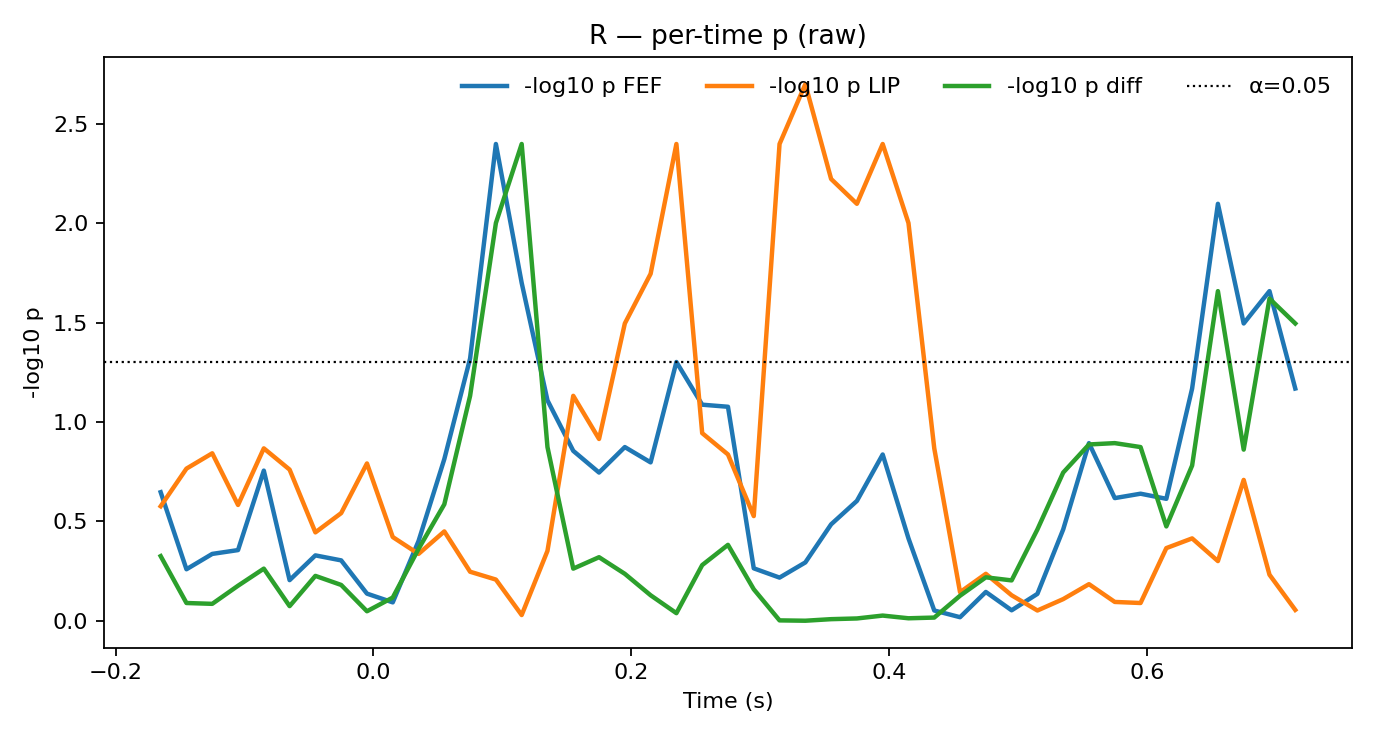 R — per-time p (raw)
-log10 p FEF -log10 p LIP -log10 p diff α=0.05
2.5
2.0
1.5
1.0
0.5
0.0
-log10 p
−0.2 0.0 0.2 0.4 0.6
Time (s)